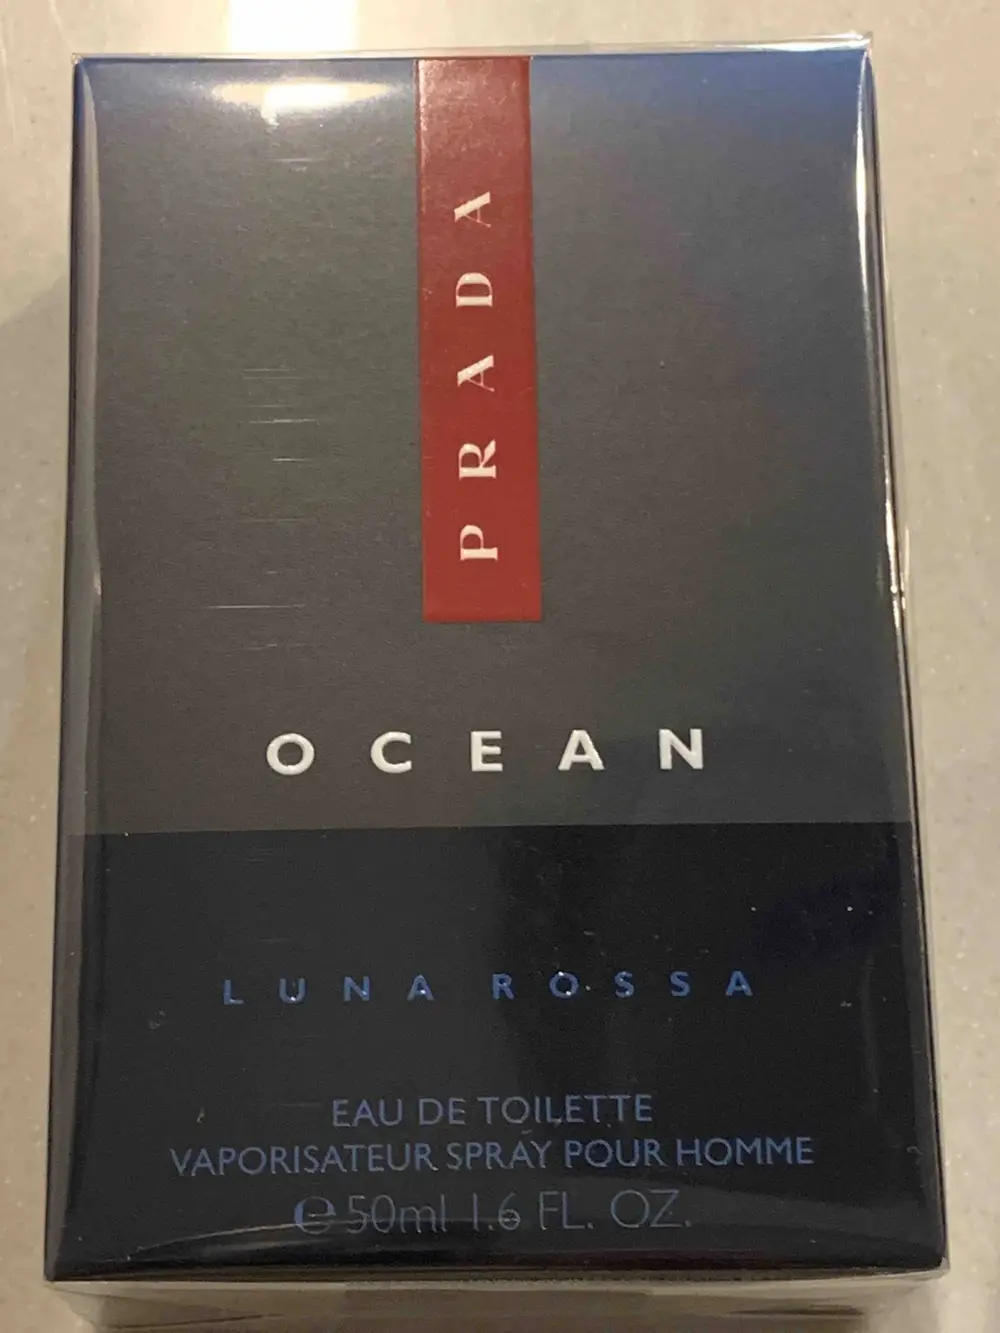 PRADA
OCEAN
LUNA ROSSA
EAU DE TOILETTE
VAPORISATEUR SPRAY POUR HOMME
℮50ml 1.6 FL. OZ.